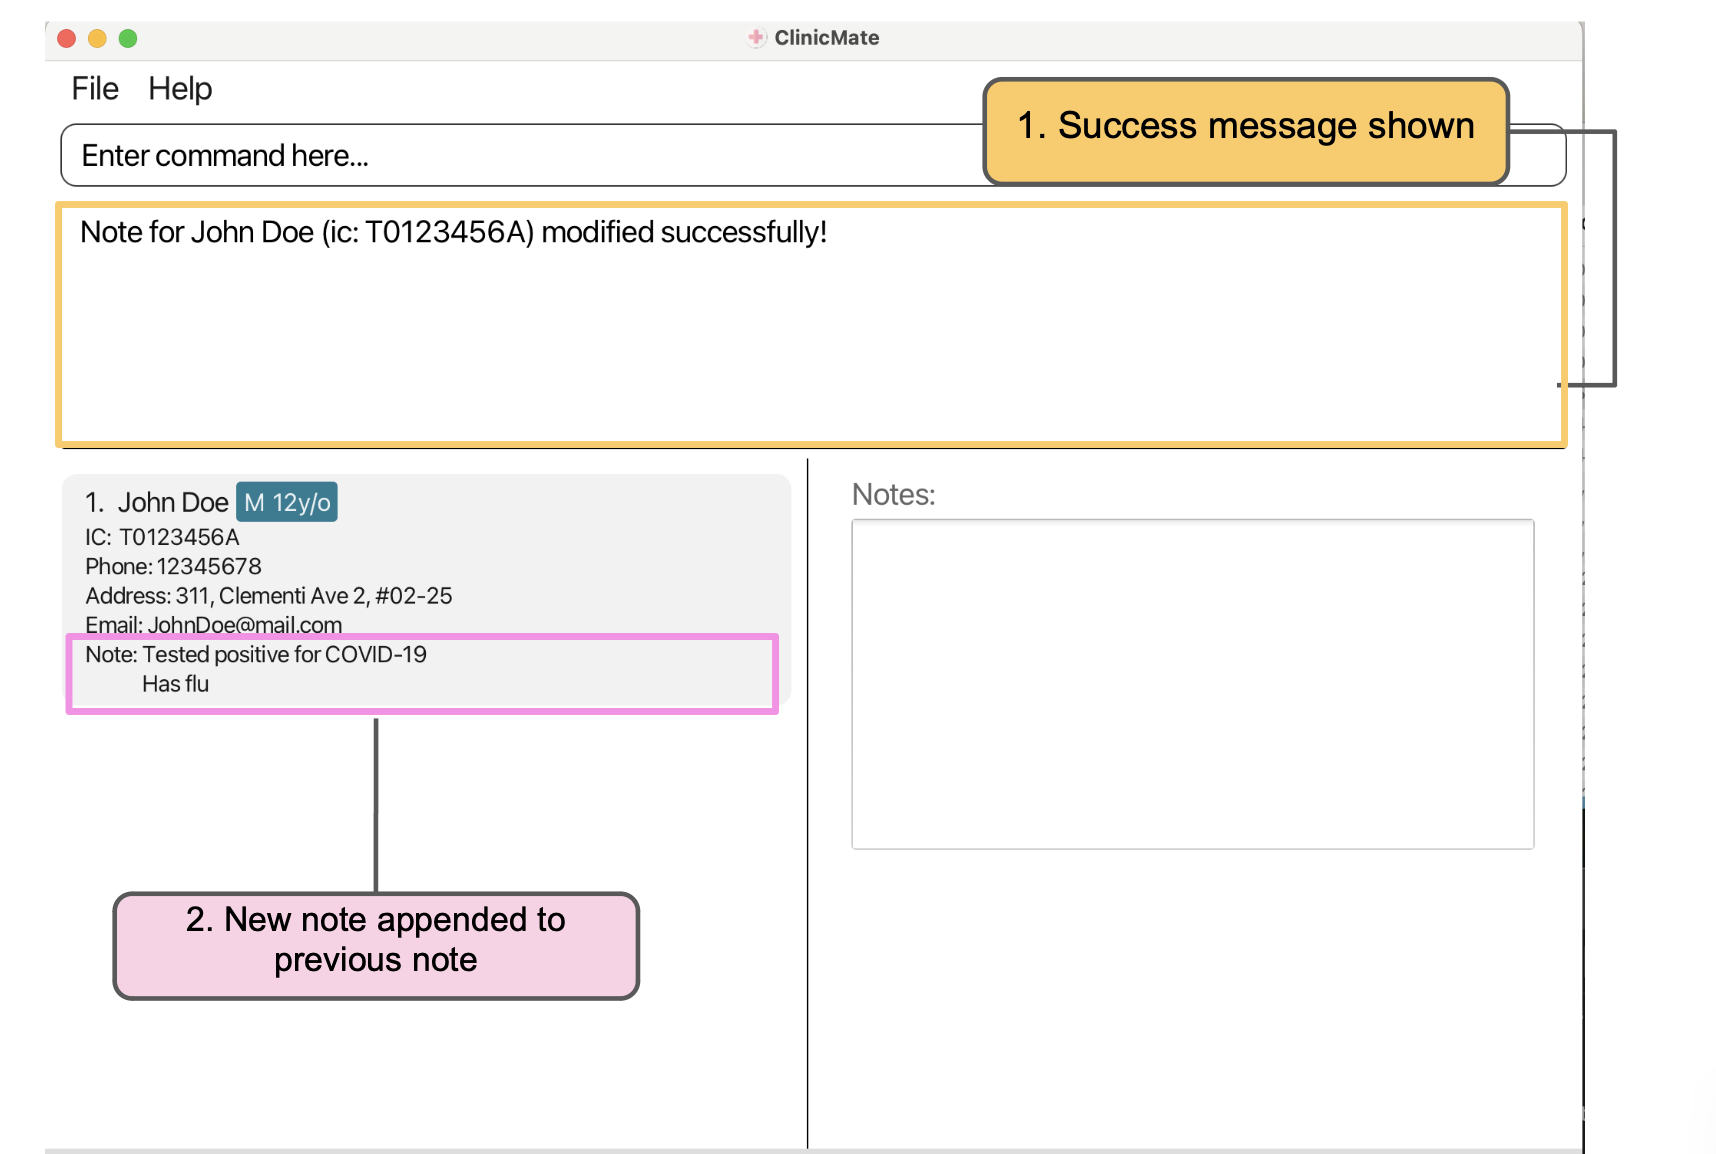 ClinicMate
File Help
1. Success message shown
Enter command here...
Note for John Doe (ic: T0123456A) modified successfully!
1. John Doe M 12y/o
IC: T0123456A
Phone: 12345678
Address: 311, Clementi Ave 2, #02-25
Email: JohnDoe@mail.com
Note: Tested positive for COVID-19
Has flu
Notes:
2. New note appended to
previous note